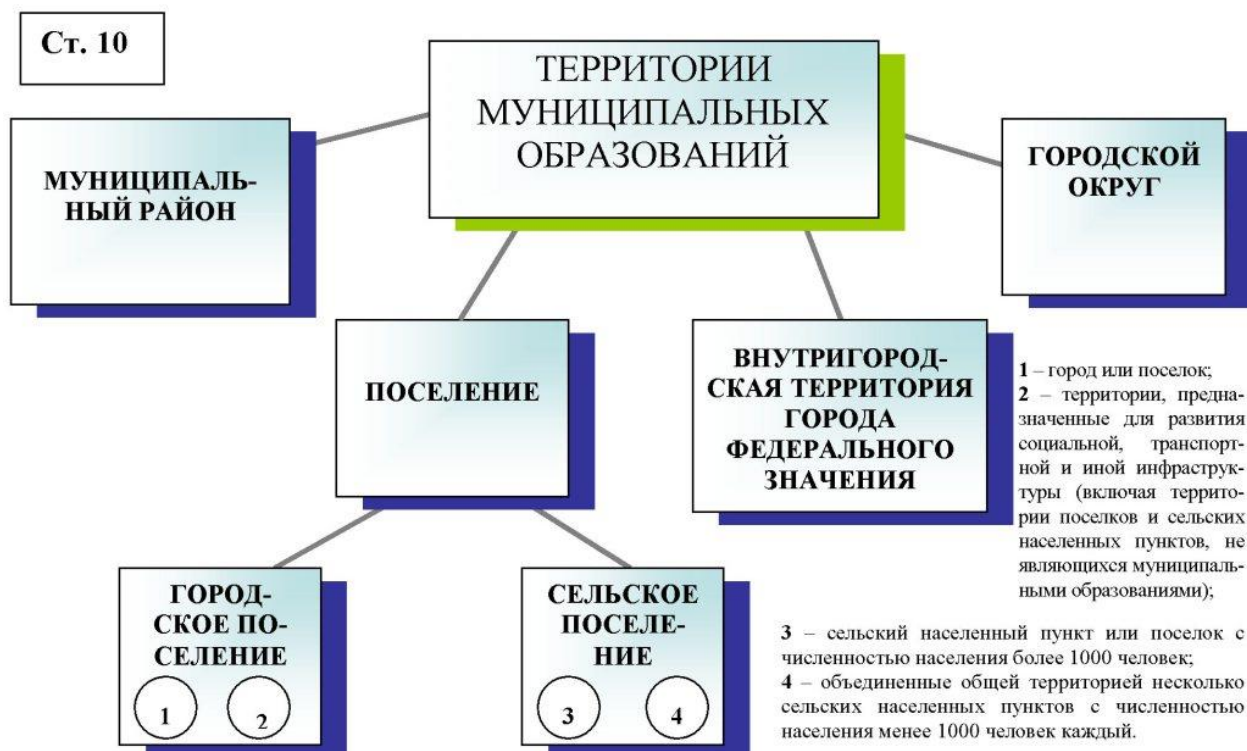 Ст. 10
ТЕРРИТОРИИ
МУНИЦИПАЛЬНЫХ
ОБРАЗОВАНИЙ
МУНИЦИПАЛЬ-
НЫЙ РАЙОН
ГОРОДСКОЙ
ОКРУГ
ПОСЕЛЕНИЕ
ВНУТРИГОРОД-
СКАЯ ТЕРРИТОРИЯ
ГОРОДА
ФЕДЕРАЛЬНОГО
ЗНАЧЕНИЯ
1 – город или поселок;
2 – территории, предна-
значенные для развития
социальной, транспорт-
ной и иной инфраструк-
туры (включая террито-
рии поселков и сельских
населенных пунктов, не
являющихся муниципаль-
ными образованиями);
ГОРОД-
СКОЕ ПО-
СЕЛЕНИЕ
1
2
СЕЛЬСКОЕ
ПОСЕЛЕ-
НИЕ
3
4
3 – сельский населенный пункт или поселок с
численностью населения более 1000 человек;
4 – объединенные общей территорией несколько
сельских населенных пунктов с численностью
населения менее 1000 человек каждый.